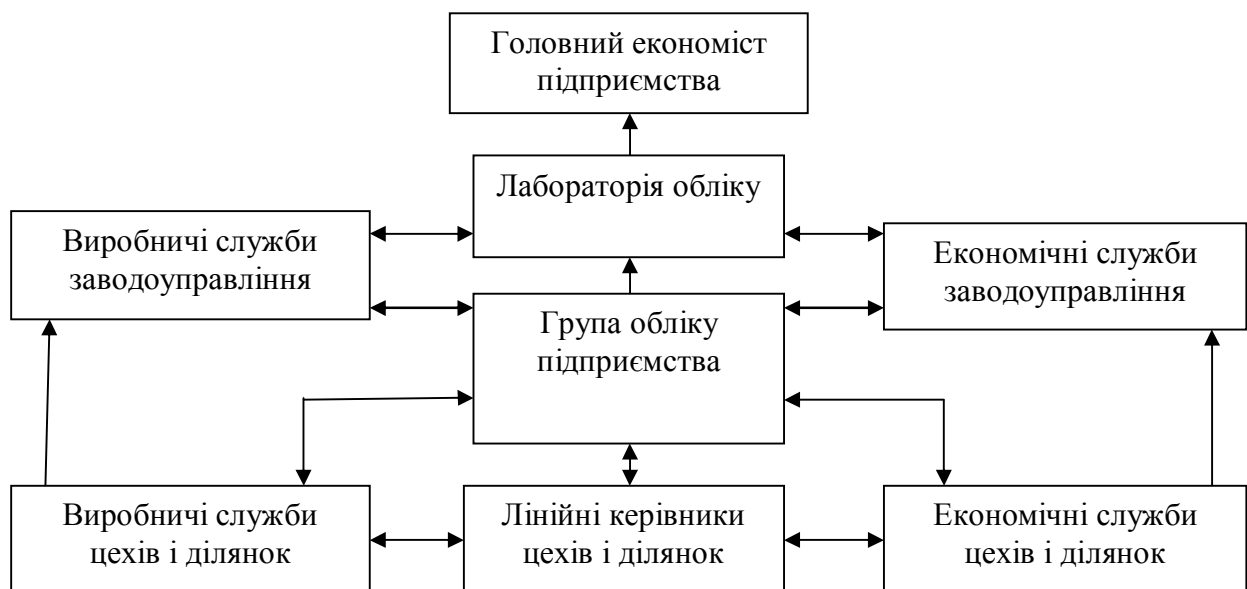 Головний економіст
підприємства
Лабораторія обліку
Виробничі служби
заводоуправління
Економічні служби
заводоуправління
Група обліку
підприємства
Виробничі служби
цехів і ділянок
Лінійні керівники
цехів і ділянок
Економічні служби
цехів і ділянок